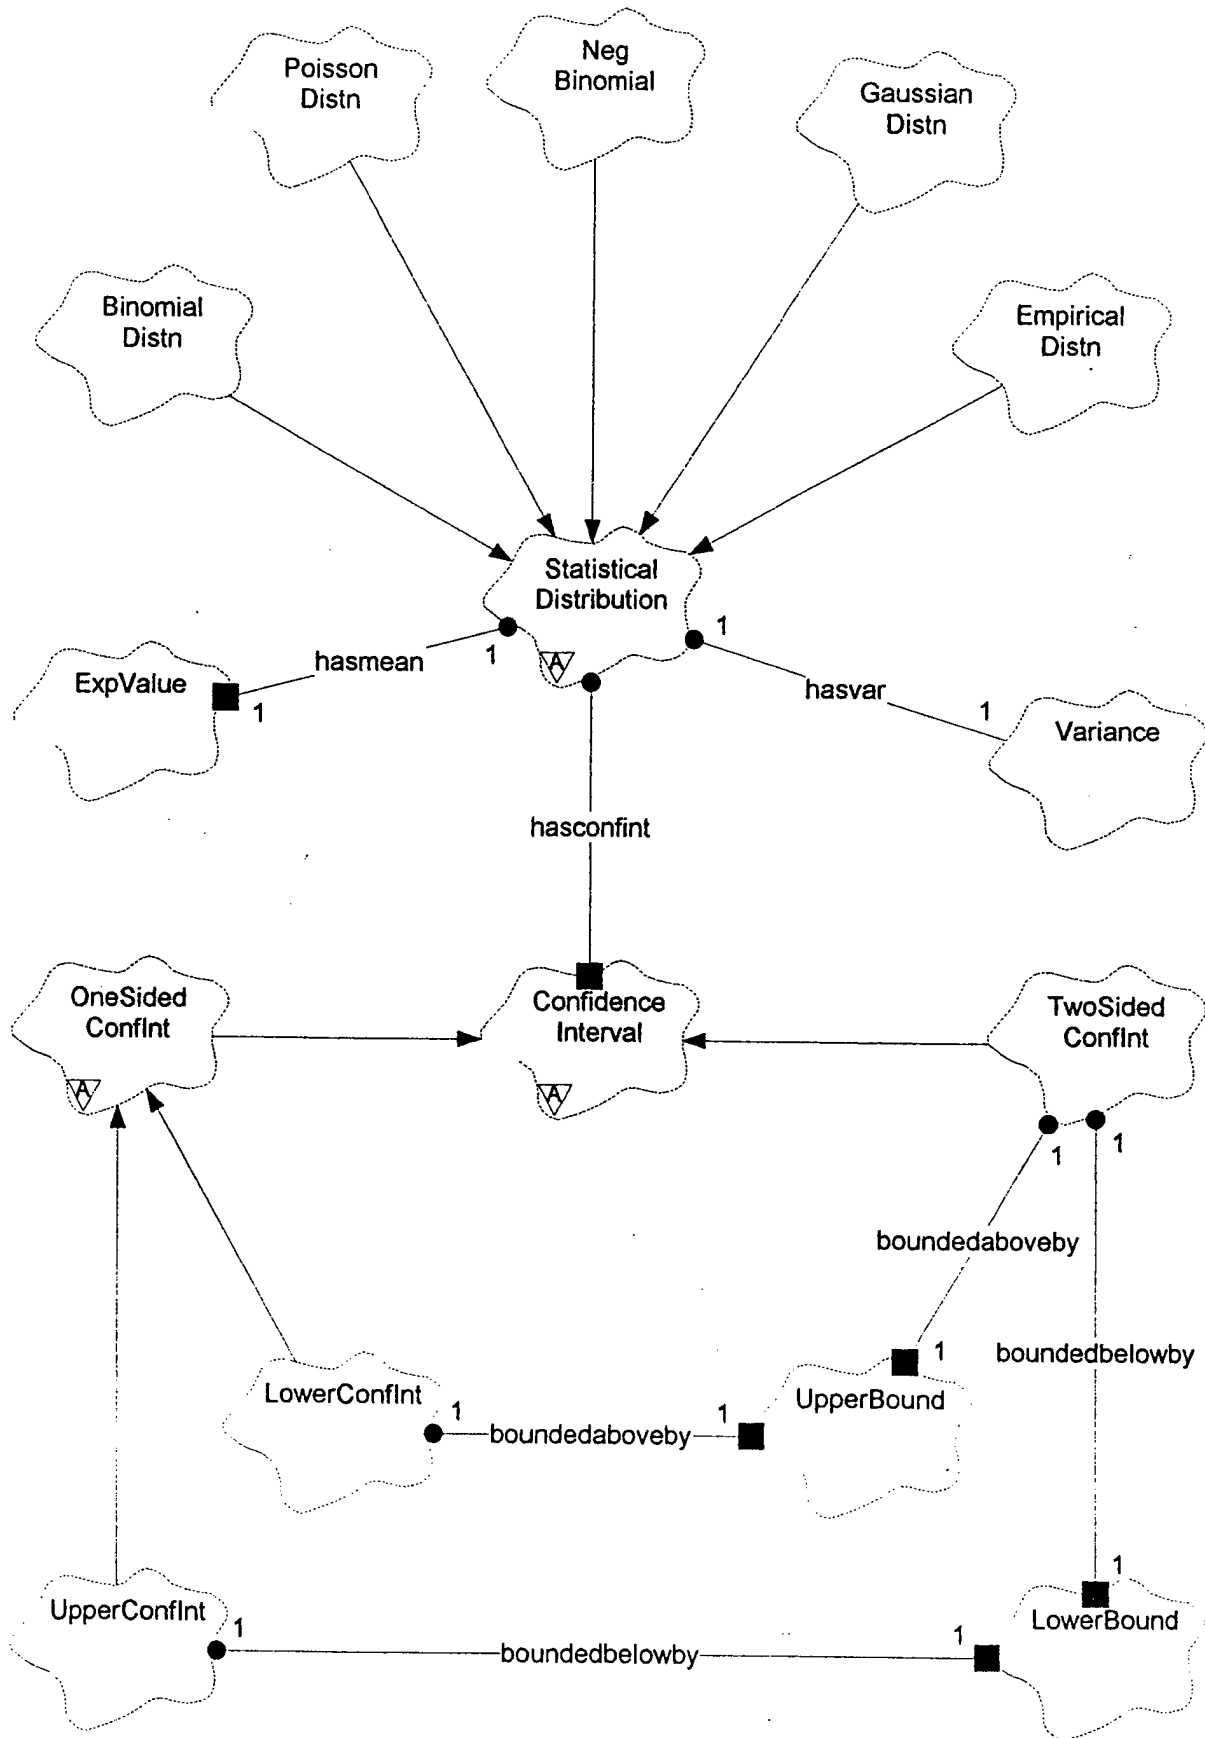 Poisson
Distn
Neg
Binomial
Gaussian
Distn
Binomial
Distn
Empirical
Distn
Statistical
Distribution
A
1
1
hasmean
ExpValue
1
hasvar
1
Variance
hasconfint
OneSided
ConfInt
A
Confidence
Interval
A
TwoSided
ConfInt
1
1
boundedaboveby
boundedbelowby
1
LowerConfInt
1
boundedaboveby
1
UpperBound
1
UpperConfInt
1
boundedbelowby
1
LowerBound